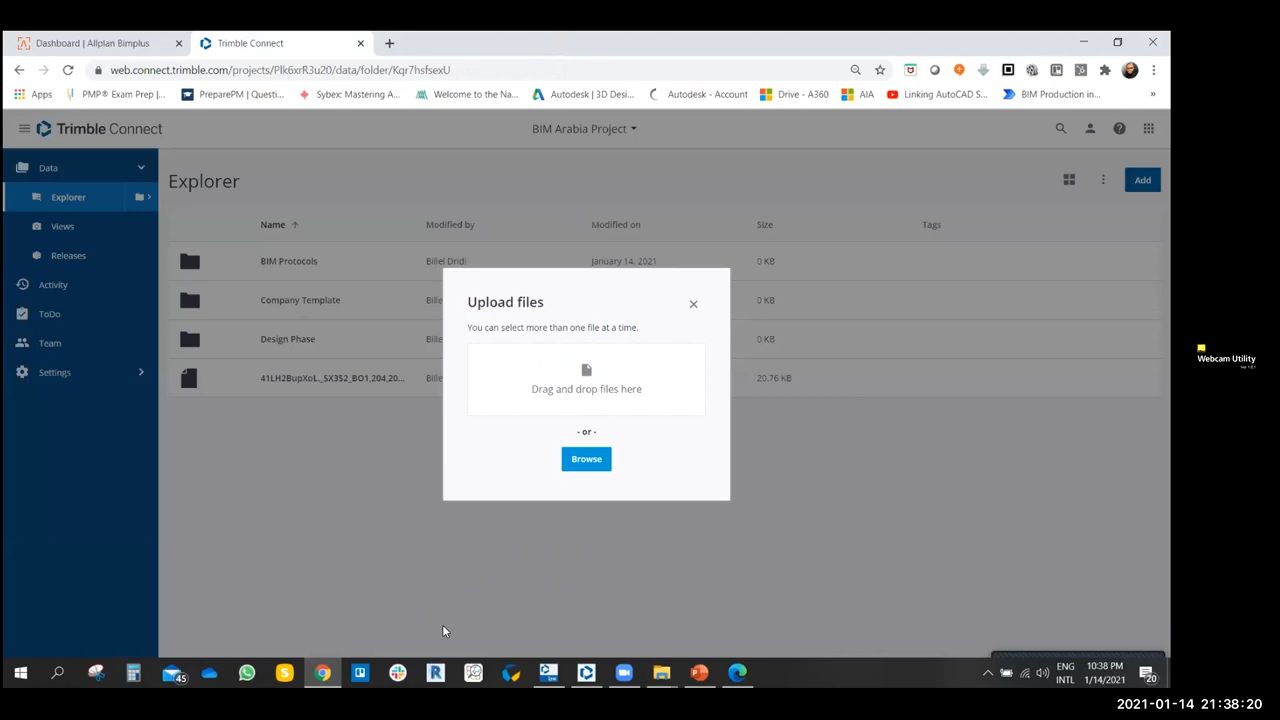 Dashboard | Allplan Bimplus
Trimble Connect
web.connect.trimble.com/projects/Plk6xrR3u20/data/folder/Kqr7hsfsexU
Apps
PMP® Exam Prep |...
PreparePM | Questi...
Sybex: Mastering A...
Welcome to the Na...
Autodesk | 3D Desi...
Autodesk - Account
Drive - A360
AIA
Linking AutoCAD S...
BIM Production in...
»
Trimble Connect
BIM Arabia Project
Data
Explorer
Views
Releases
Activity
ToDo
Team
Settings
Explorer
Add
Name Modified by Modified on Size Tags
BIM Protocols Billel Dridi January 14, 2021 0 KB
Company Template Bille 0 KB
Design Phase Bille 0 KB
41LH2BupXoL._SX352_BO1,204,20... Bille 20.76 KB
Upload files
You can select more than one file at a time.
Drag and drop files here
- or -
Browse
Webcam Utility
45
ENG
INTL
10:38 PM
1/14/2021
20
2021-01-14 21:38:20